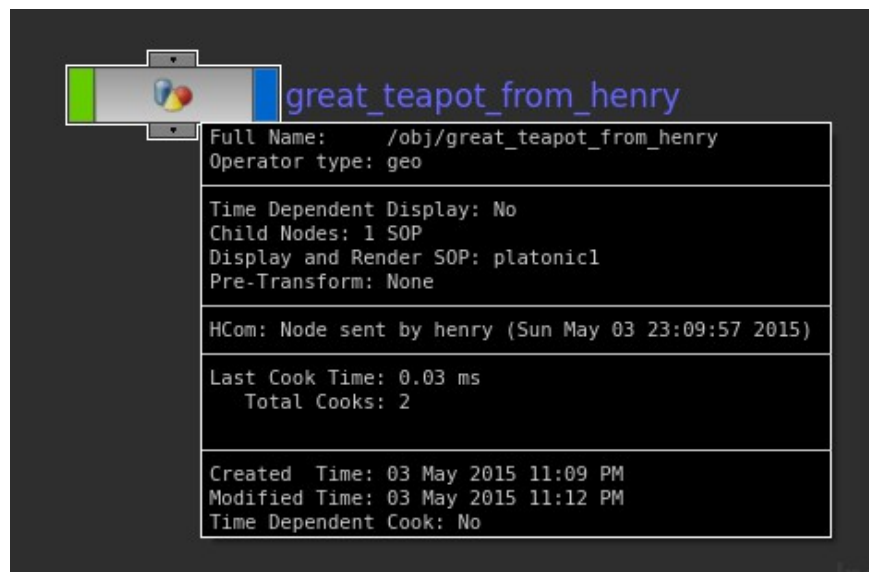 great_teapot_from_henry
Full Name: /obj/great_teapot_from_henry
Operator type: geo
Time Dependent Display: No
Child Nodes: 1 SOP
Display and Render SOP: platonic1
Pre-Transform: None
HCom: Node sent by henry (Sun May 03 23:09:57 2015)
Last Cook Time: 0.03 ms
Total Cooks: 2
Created Time: 03 May 2015 11:09 PM
Modified Time: 03 May 2015 11:12 PM
Time Dependent Cook: No